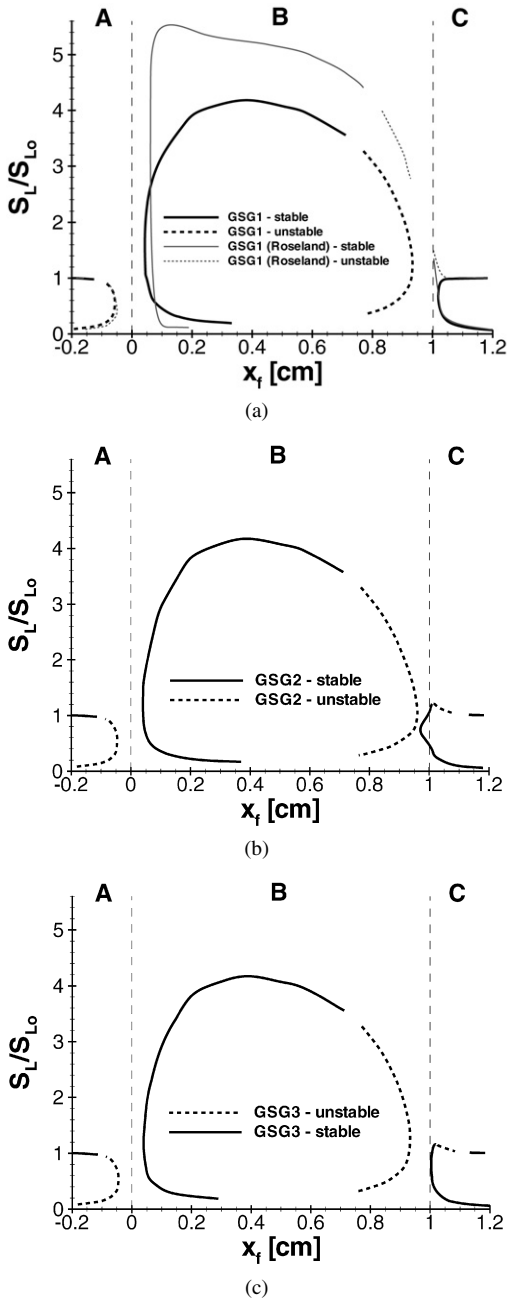 A B C
5
4
3
2
1
0
S_L/S_Lo
GSG1 - stable
GSG1 - unstable
GSG1 (Roseland) - stable
GSG1 (Roseland) - unstable
-0.2 0 0.2 0.4 0.6 0.8 1 1.2
x_f [cm]
(a)
A B C
5
4
3
2
1
0
S_L/S_Lo
GSG2 - stable
GSG2 - unstable
-0.2 0 0.2 0.4 0.6 0.8 1 1.2
x_f [cm]
(b)
A B C
5
4
3
2
1
0
S_L/S_Lo
GSG3 - unstable
GSG3 - stable
-0.2 0 0.2 0.4 0.6 0.8 1 1.2
x_f [cm]
(c)